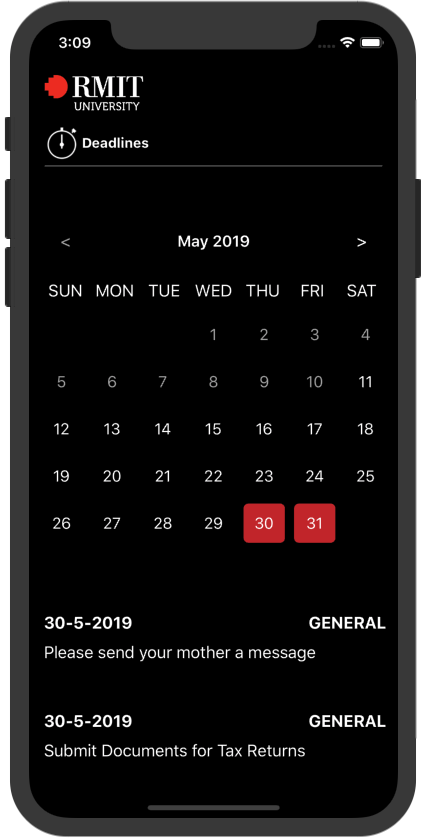 3:09
RMIT
UNIVERSITY
Deadlines
< May 2019 >
SUN MON TUE WED THU FRI SAT
1 2 3 4
5 6 7 8 9 10 11
12 13 14 15 16 17 18
19 20 21 22 23 24 25
26 27 28 29 30 31
30-5-2019 GENERAL
Please send your mother a message
30-5-2019 GENERAL
Submit Documents for Tax Returns